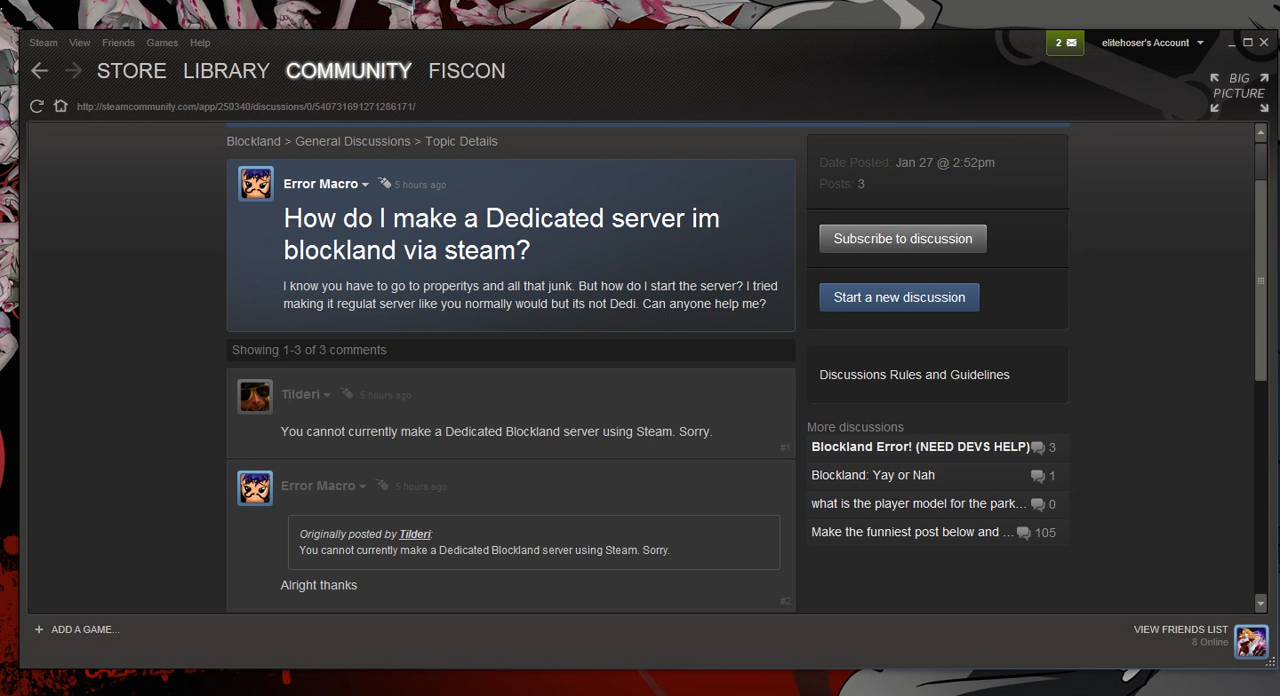 Steam View Friends Games Help
2
elitehoser's Account
STORE LIBRARY COMMUNITY FISCON
BIG PICTURE
http://steamcommunity.com/app/250340/discussions/0/540731691271286171/
Blockland > General Discussions > Topic Details
Error Macro 5 hours ago
How do I make a Dedicated server im
blockland via steam?
I know you have to go to properitys and all that junk. But how do I start the server? I tried
making it regulat server like you normally would but its not Dedi. Can anyone help me?
Showing 1-3 of 3 comments
Tilderi 5 hours ago
You cannot currently make a Dedicated Blockland server using Steam. Sorry.
#1
Error Macro 5 hours ago
Originally posted by Tilderi:
You cannot currently make a Dedicated Blockland server using Steam. Sorry.
Alright thanks
#2
Date Posted: Jan 27 @ 2:52pm
Posts: 3
Subscribe to discussion
Start a new discussion
Discussions Rules and Guidelines
More discussions
Blockland Error! (NEED DEVS HELP) 3
Blockland: Yay or Nah 1
what is the player model for the park... 0
Make the funniest post below and ... 105
+ ADD A GAME...
VIEW FRIENDS LIST
8 Online